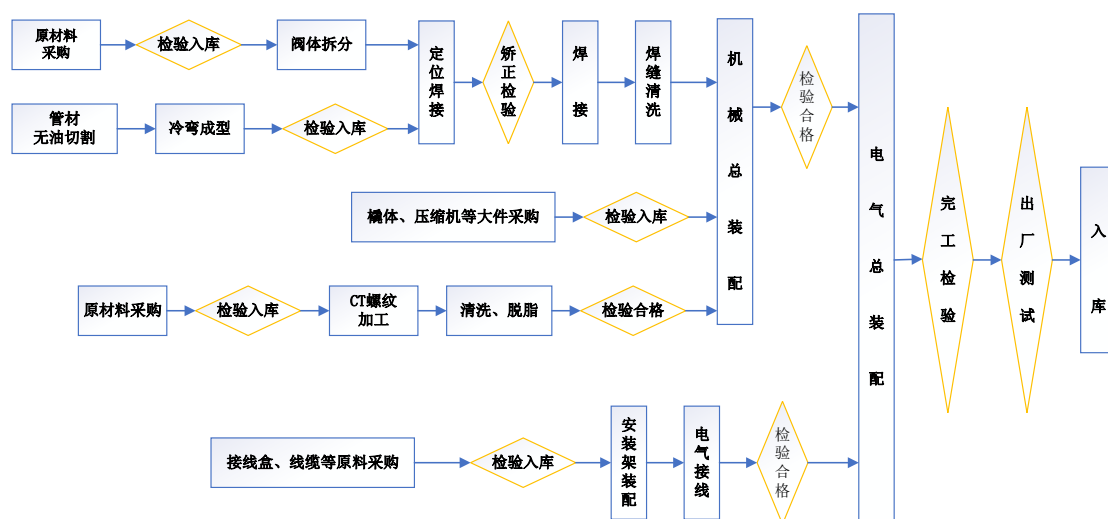 原材料
采购
检验入库
阀体拆分
定位焊接
矫正检验
焊接
焊缝清洗
机械总装配
检验合格
管材
无油切割
冷弯成型
检验入库
橇体、压缩机等大件采购
检验入库
原材料采购
检验入库
CT螺纹
加工
清洗、脱脂
检验合格
电气总装配
完工检验
出厂测试
入库
接线盒、线缆等原料采购
检验入库
安装架装配
电气接线
检验合格